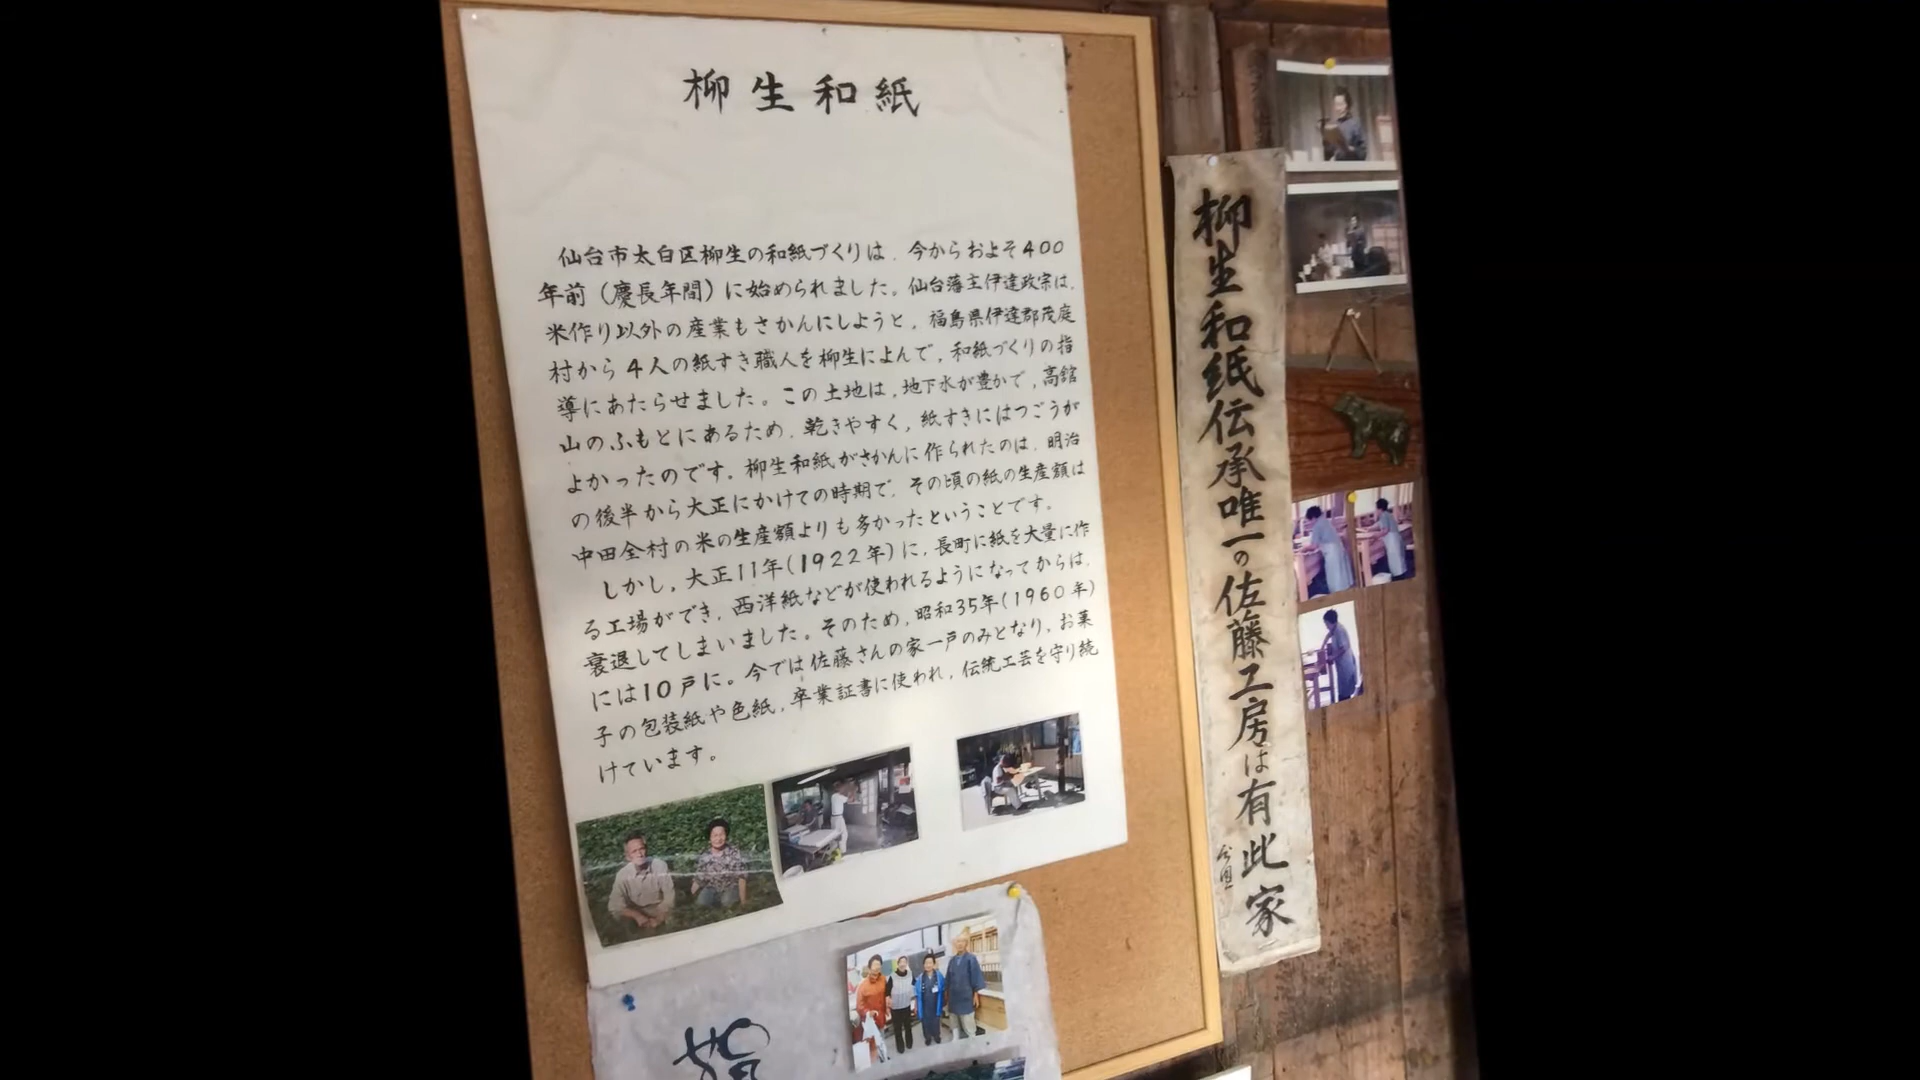 柳生和紙
仙台市太白区柳生の和紙づくりは、今からおよそ400
年前（慶長年間）に始められました。仙台藩主伊達政宗は、
米作り以外の産業もさかんにしようと、福島県伊達郡茂庭
村から4人の紙すき職人を柳生によんで、和紙づくりの指
導にあたらせました。この土地は、地下水が豊かで、高舘
山のふもとにあるため、乾きやすく、紙すきにはつごうが
よかったのです。柳生和紙がさかんに作られたのは、明治
の後半から大正にかけての時期で、その頃の紙の生産額は
中田全村の米の生産額よりも多かったということです。
しかし、大正11年（1922年）に、長町に紙を大量に作
る工場ができ、西洋紙などが使われるようになってからは、
衰退してしまいました。そのため、昭和35年（1960年）
には10戸に。今では佐藤さんの家一戸のみとなり、お菓
子の包装紙や色紙、卒業証書に使われ、伝統工芸を守り続
けています。
柳生和紙伝承唯一の佐藤工房は有此家